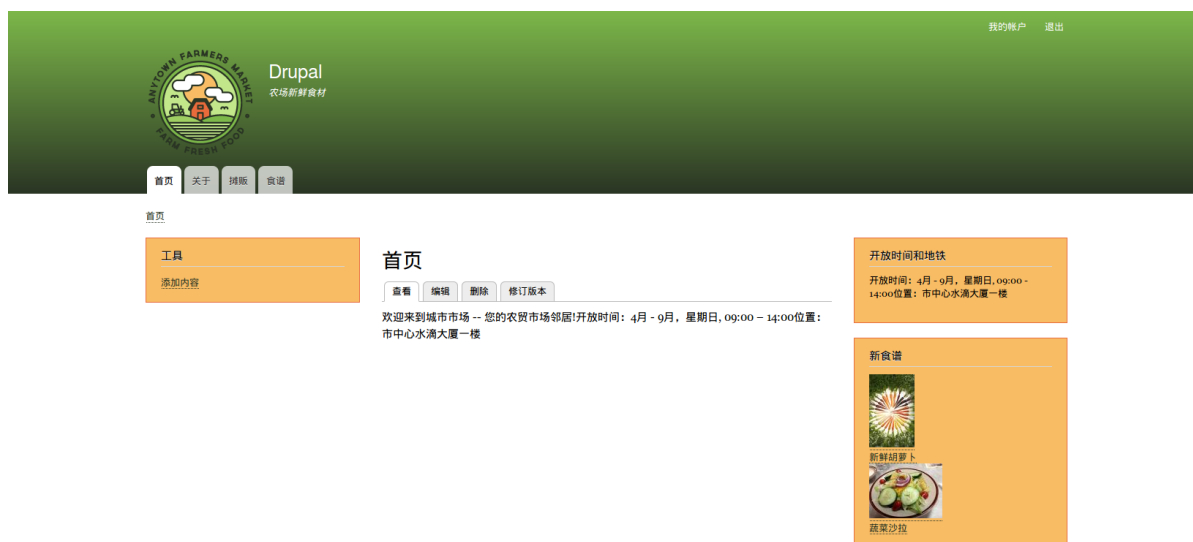 我的帐户 退出
ANYTOWN FARMERS MARKET
FARM FRESH FOOD
Drupal
农场新鲜食材
首页 关于 摊贩 食谱
首页
工具
添加内容
首页
查看 编辑 删除 修订版本
欢迎来到城市市场 -- 您的农贸市场邻居!开放时间：4月 - 9月，星期日, 09:00 – 14:00位置：
市中心水滴大厦一楼
开放时间和地铁
开放时间：4月 - 9月，星期日, 09:00 -
14:00位置：市中心水滴大厦一楼
新食谱
新鲜胡萝卜
蔬菜沙拉